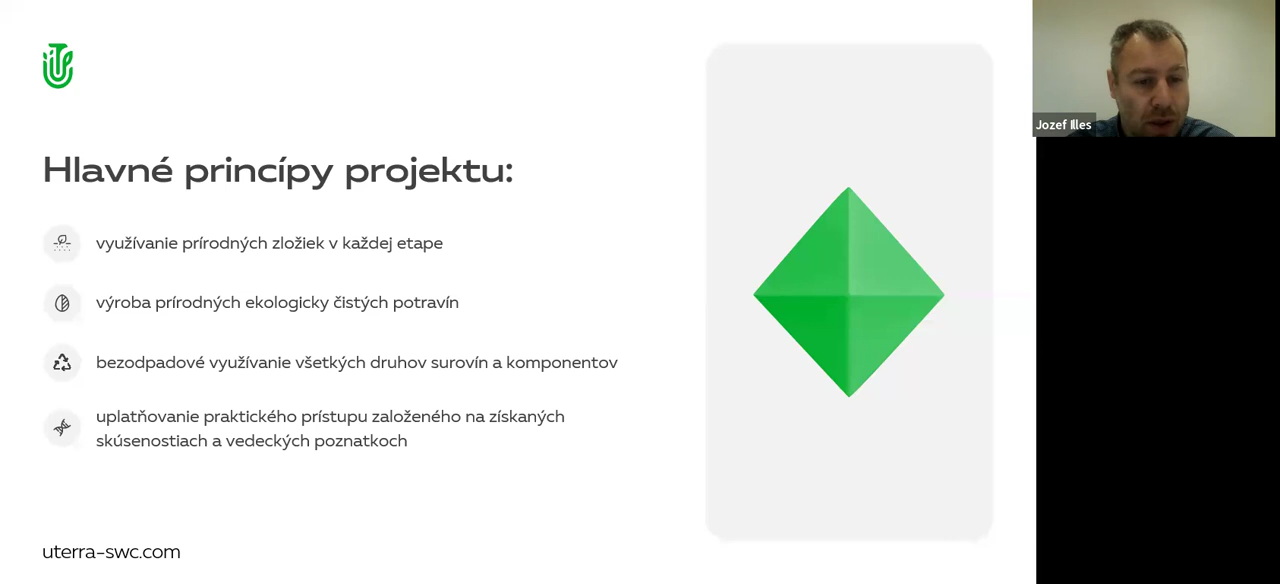 Hlavné princípy projektu:
využívanie prírodných zložiek v každej etape
výroba prírodných ekologicky čistých potravín
bezodpadové využívanie všetkých druhov surovín a komponentov
uplatňovanie praktického prístupu založeného na získaných
skúsenostiach a vedeckých poznatkoch
uterra-swc.com
Jozef Illes